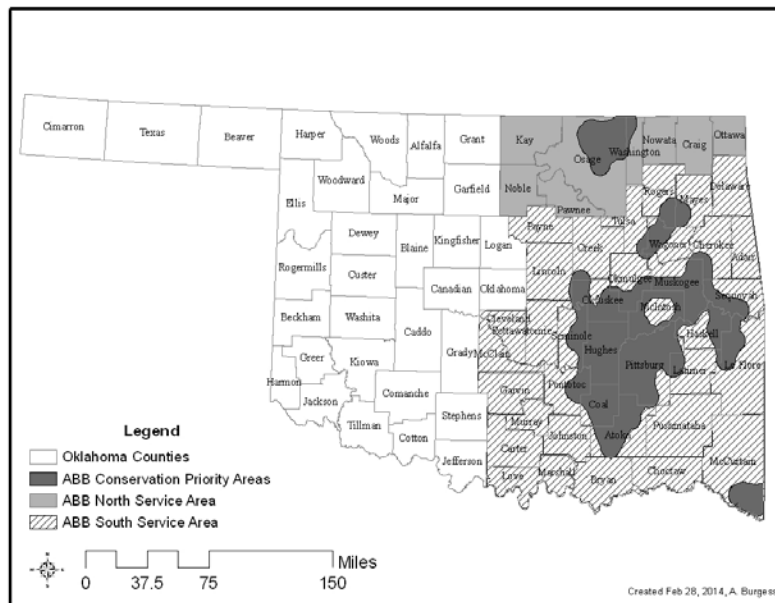 Cimarron
Texas
Beaver
Harper
Woods
Alfalfa
Grant
Kay
Osage
Washington
Nowata
Craig
Ottawa
Woodward
Ellis
Major
Garfield
Noble
Pawnee
Rogers
Mayes
Delaware
Tulsa
Payne
Creek
Wagoner
Cherokee
Adair
Dewey
Blaine
Kingfisher
Logan
Lincoln
Okmulgee
Muskogee
Rogermills
Custer
Canadian
Oklahoma
Okfuskee
McIntosh
Sequoyah
Beckham
Washita
Caddo
Cleveland
Pottawatomie
Seminole
Haskell
Hughes
Pittsburg
Le Flore
Latimer
Grady
McClain
Greer
Kiowa
Harmon
Jackson
Comanche
Garvin
Pontotoc
Coal
Tillman
Stephens
Murray
Cotton
Carter
Johnston
Atoka
Pushmataha
Jefferson
Love
Marshall
Bryan
Choctaw
McCurtain
Legend
Oklahoma Counties
ABB Conservation Priority Areas
ABB North Service Area
ABB South Service Area
Miles
0 37.5 75 150
Created Feb 28, 2014, A. Burgess